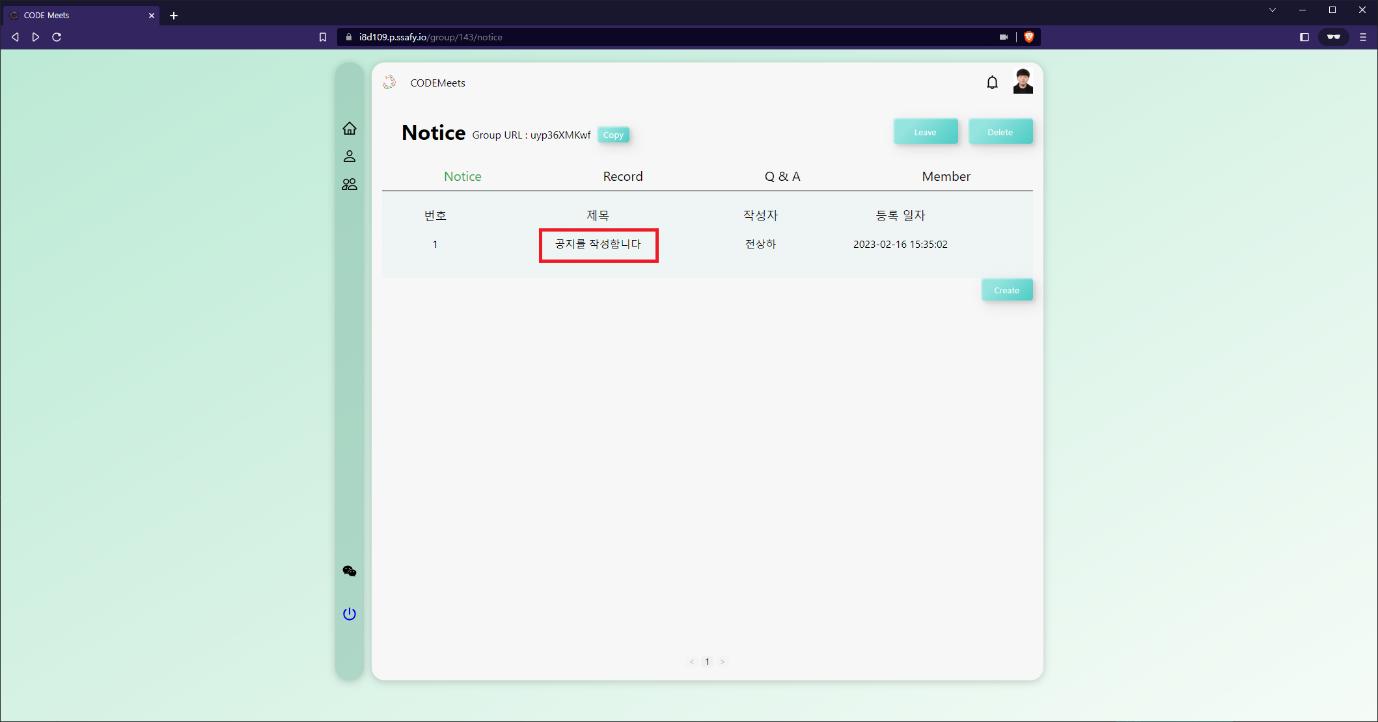 CODE Meets
i8d109.p.ssafy.io/group/143/notice
CODEMeets
Notice Group URL : uyp36XMKwf Copy
Leave Delete
Notice Record Q & A Member
번호 제목 작성자 등록 일자
1 공지를 작성합니다 전상하 2023-02-16 15:35:02
Create
< 1 >